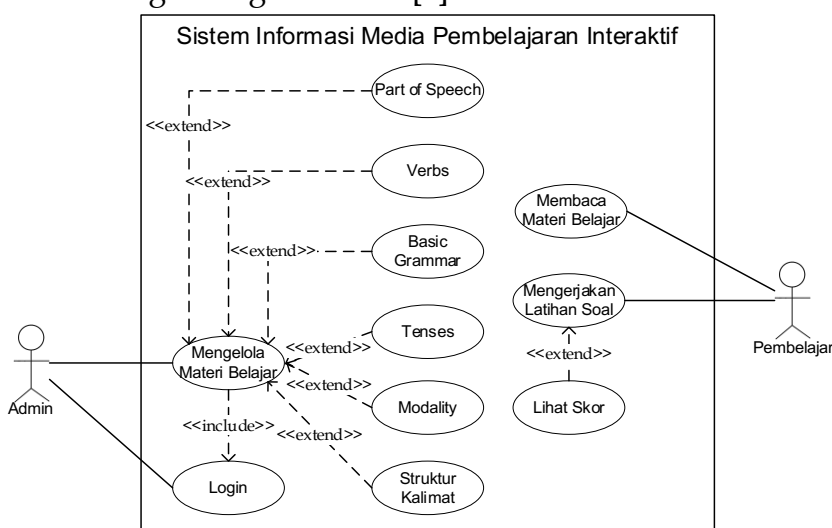 Sistem Informasi Media Pembelajaran Interaktif
Part of Speech
<<extend>>
Verbs
<<extend>>
Basic
Grammar
<<extend>>
Tenses
<<extend>>
Mengelola
Materi Belajar
<<extend>>
Modality
<<include>>
<<extend>>
Struktur
Kalimat
Login
Admin
Membaca
Materi Belajar
Mengerjakan
Latihan Soal
<<extend>>
Lihat Skor
Pembelajar